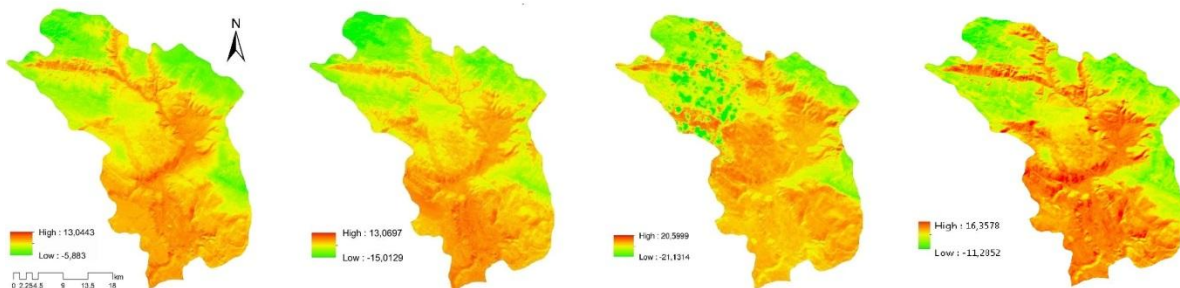 N
High : 13,0443
Low : -5,883
0 2,254,5 9 13,5 18
km
High : 13,0697
Low : -15,0129
High : 20,5999
Low : -21,1314
High : 16,3578
Low : -11,2852